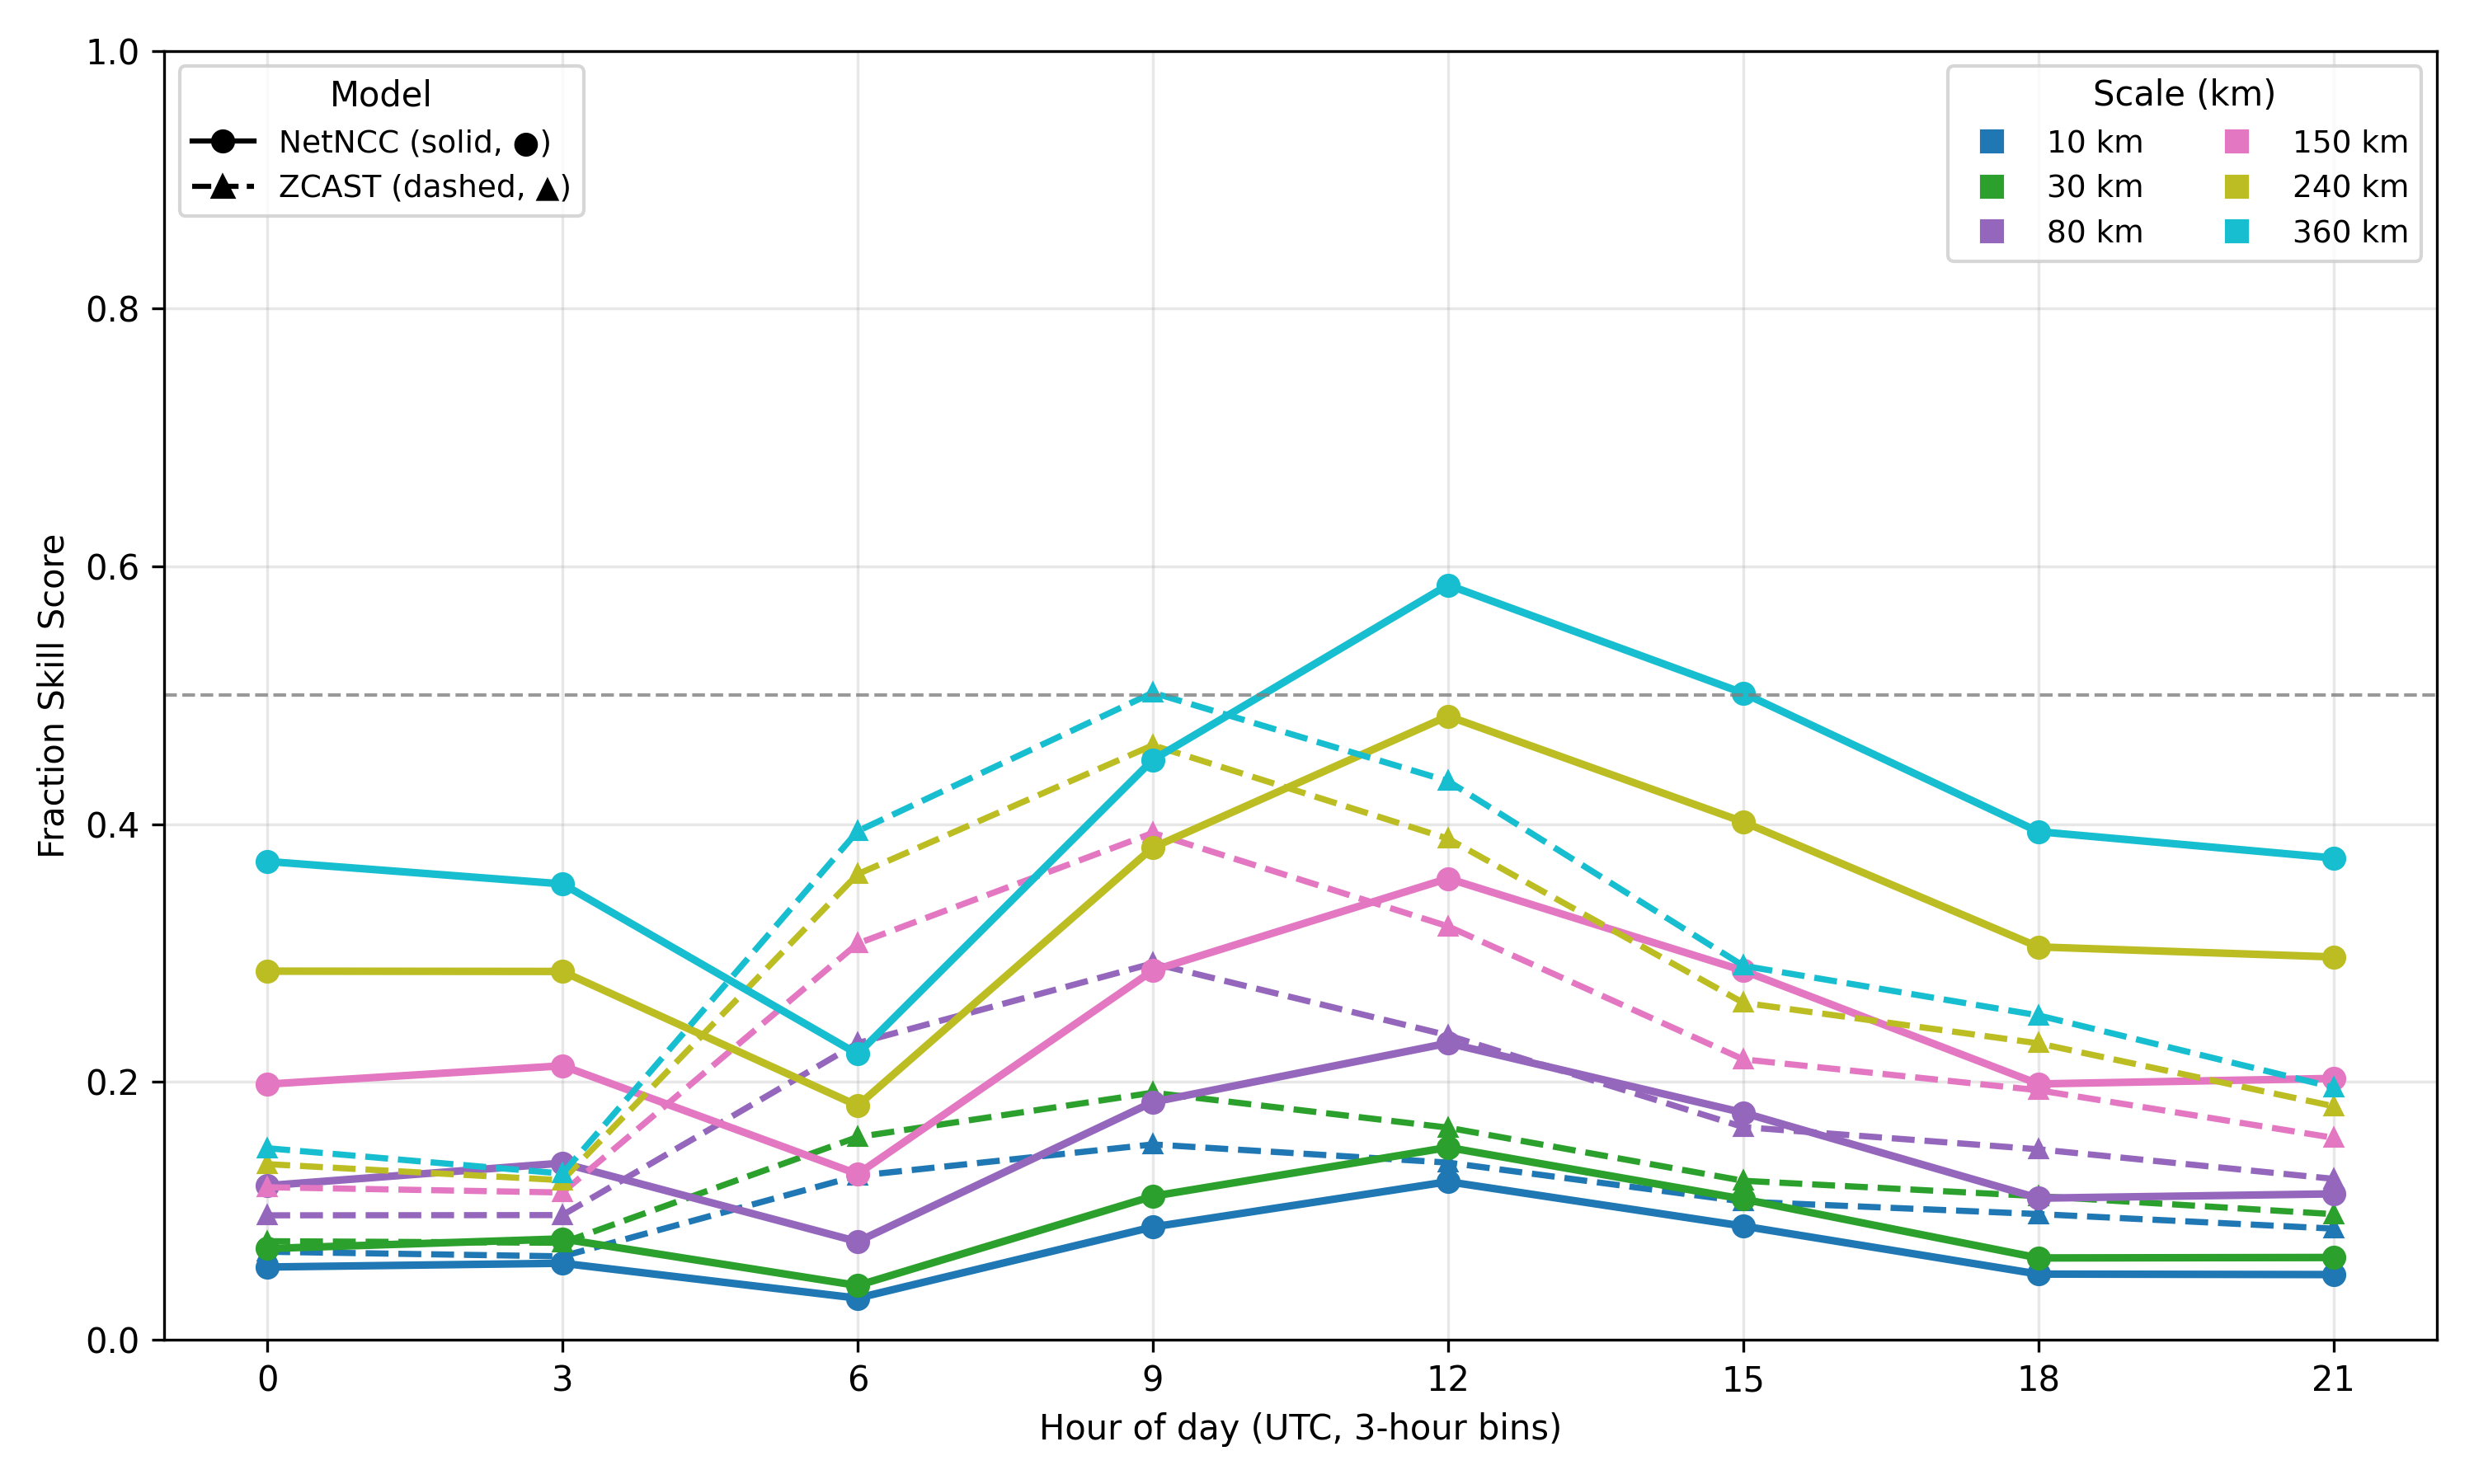 Model
NetNCC (solid, ●)
ZCAST (dashed, ▲)
Scale (km)
10 km
30 km
80 km
150 km
240 km
360 km
Fraction Skill Score
1.0
0.8
0.6
0.4
0.2
0.0
0 3 6 9 12 15 18 21
Hour of day (UTC, 3-hour bins)